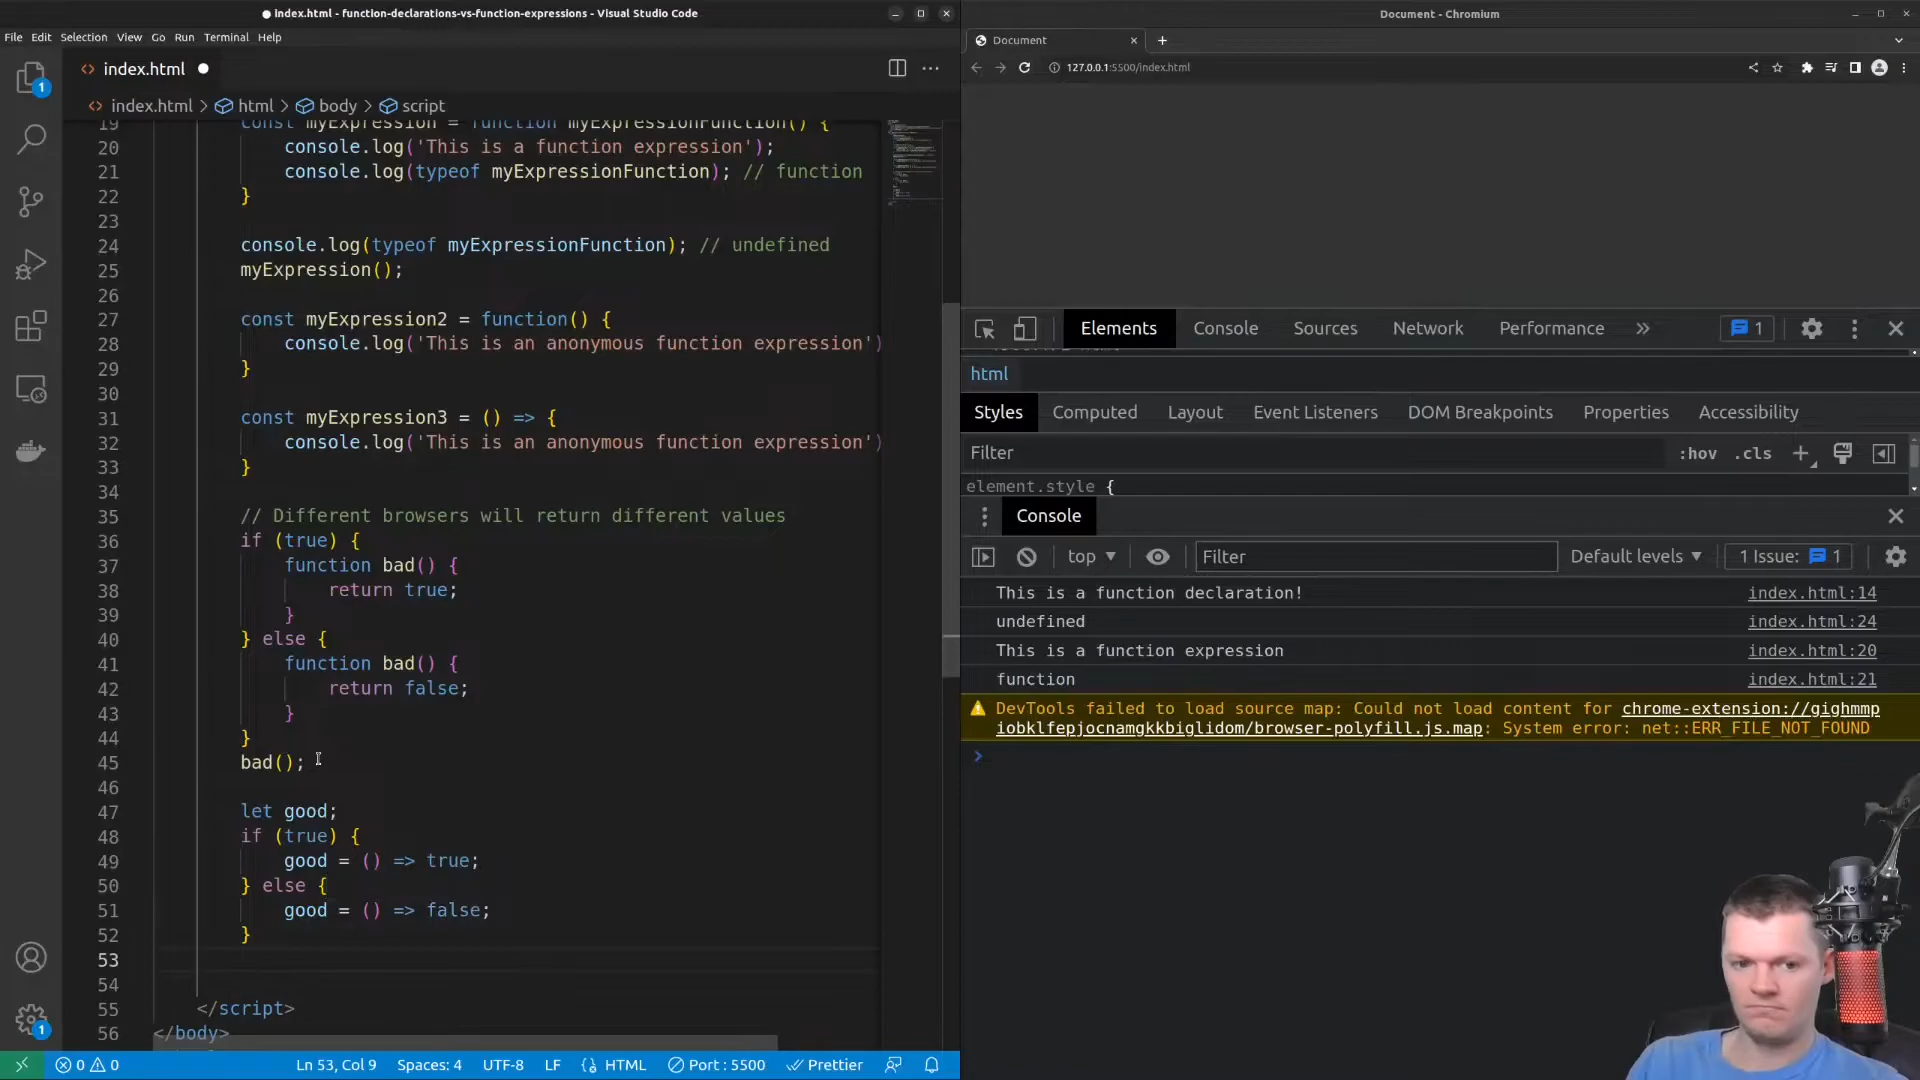 index.html - function-declarations-vs-function-expressions - Visual Studio Code
File Edit Selection View Go Run Terminal Help
index.html
index.html > html > body > script
19 const myExpression = function myExpressionFunction() {
20 console.log('This is a function expression');
21 console.log(typeof myExpressionFunction); // function
22 }
23
24 console.log(typeof myExpressionFunction); // undefined
25 myExpression();
26
27 const myExpression2 = function() {
28 console.log('This is an anonymous function expression')
29 }
30
31 const myExpression3 = () => {
32 console.log('This is an anonymous function expression')
33 }
34
35 // Different browsers will return different values
36 if (true) {
37 function bad() {
38 return true;
39 }
40 } else {
41 function bad() {
42 return false;
43 }
44 }
45 bad();
46
47 let good;
48 if (true) {
49 good = () => true;
50 } else {
51 good = () => false;
52 }
53
54
55 </script>
56 </body>
1
1
0 0
Ln 53, Col 9 Spaces: 4 UTF-8 LF HTML Port : 5500 Prettier
Document - Chromium
Document
127.0.0.1:5500/index.html
Elements Console Sources Network Performance » 1
html
Styles Computed Layout Event Listeners DOM Breakpoints Properties Accessibility
Filter :hov .cls
element.style {
Console
top Filter Default levels 1 Issue: 1
This is a function declaration! index.html:14
undefined index.html:24
This is a function expression index.html:20
function index.html:21
DevTools failed to load source map: Could not load content for chrome-extension://gighmmp
iobklfepjocnamgkkbiglidom/browser-polyfill.js.map: System error: net::ERR_FILE_NOT_FOUND